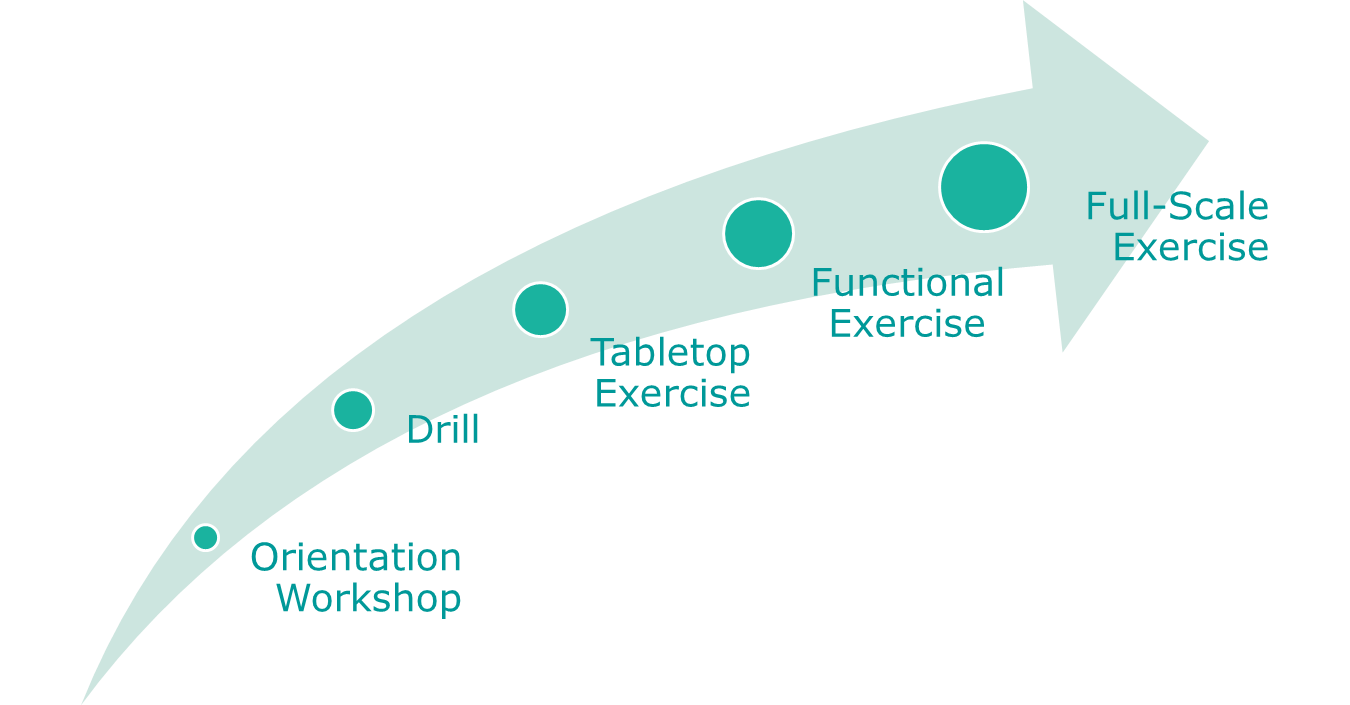 Orientation
Workshop
Drill
Tabletop
Exercise
Functional
Exercise
Full-Scale
Exercise